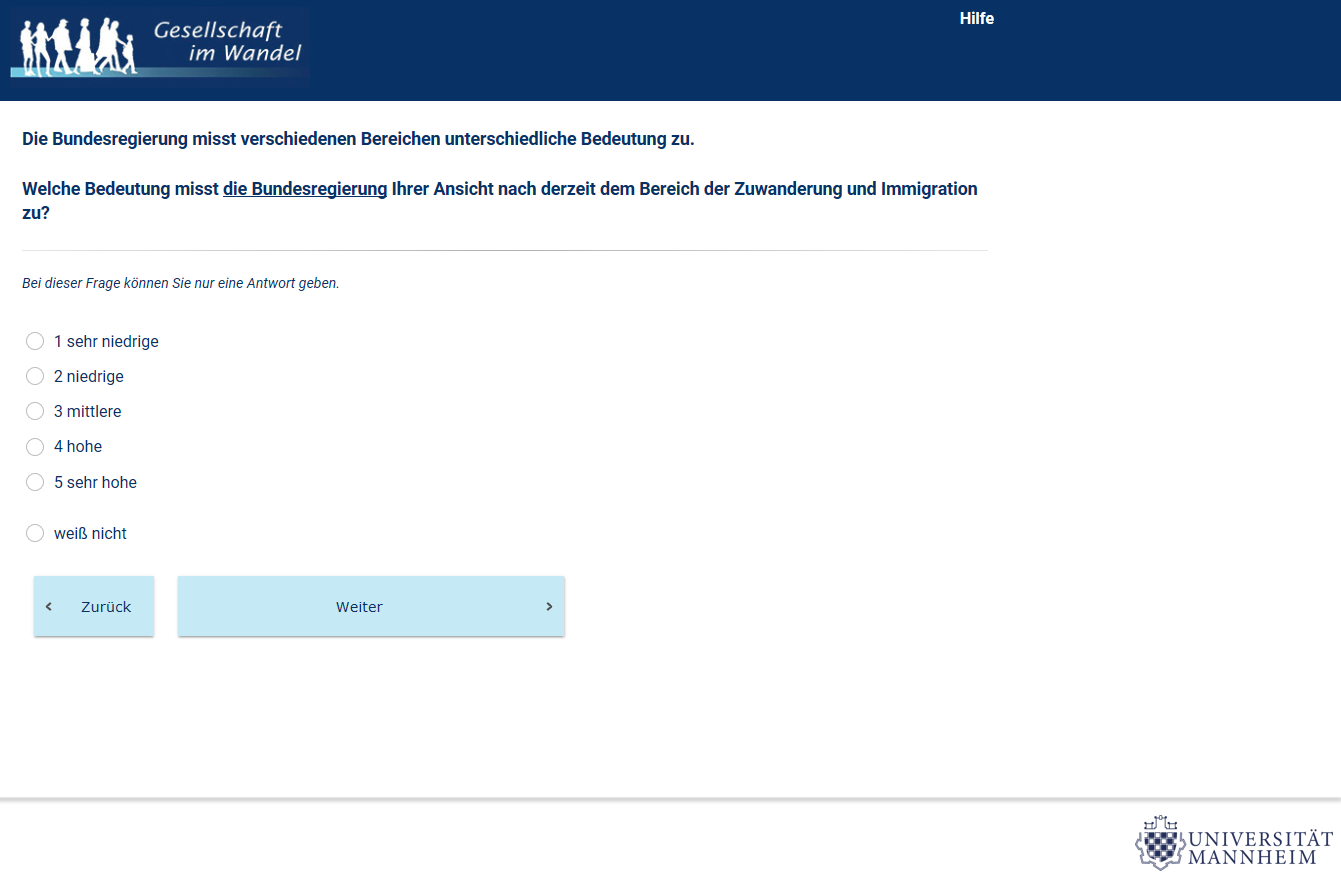 Gesellschaft
im Wandel
Hilfe
Die Bundesregierung misst verschiedenen Bereichen unterschiedliche Bedeutung zu.
Welche Bedeutung misst die Bundesregierung Ihrer Ansicht nach derzeit dem Bereich der Zuwanderung und Immigration
zu?
Bei dieser Frage können Sie nur eine Antwort geben.
1 sehr niedrige
2 niedrige
3 mittlere
4 hohe
5 sehr hohe
weiß nicht
Zurück
Weiter
UNIVERSITÄT
MANNHEIM